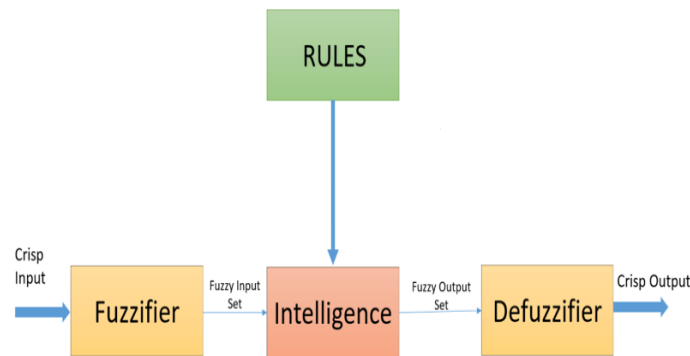 RULES
Crisp
Input
Fuzzifier
Fuzzy Input
Set
Intelligence
Fuzzy Output
Set
Defuzzifier
Crisp Output